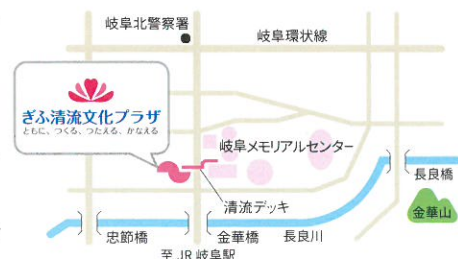 岐阜北警察署
岐阜環状線
ぎふ清流文化プラザ
ともに、つくる、つたえる、かなえる
岐阜メモリアルセンター
長良橋
清流デッキ
金華山
忠節橋
金華橋
長良川
至 JR 岐阜駅